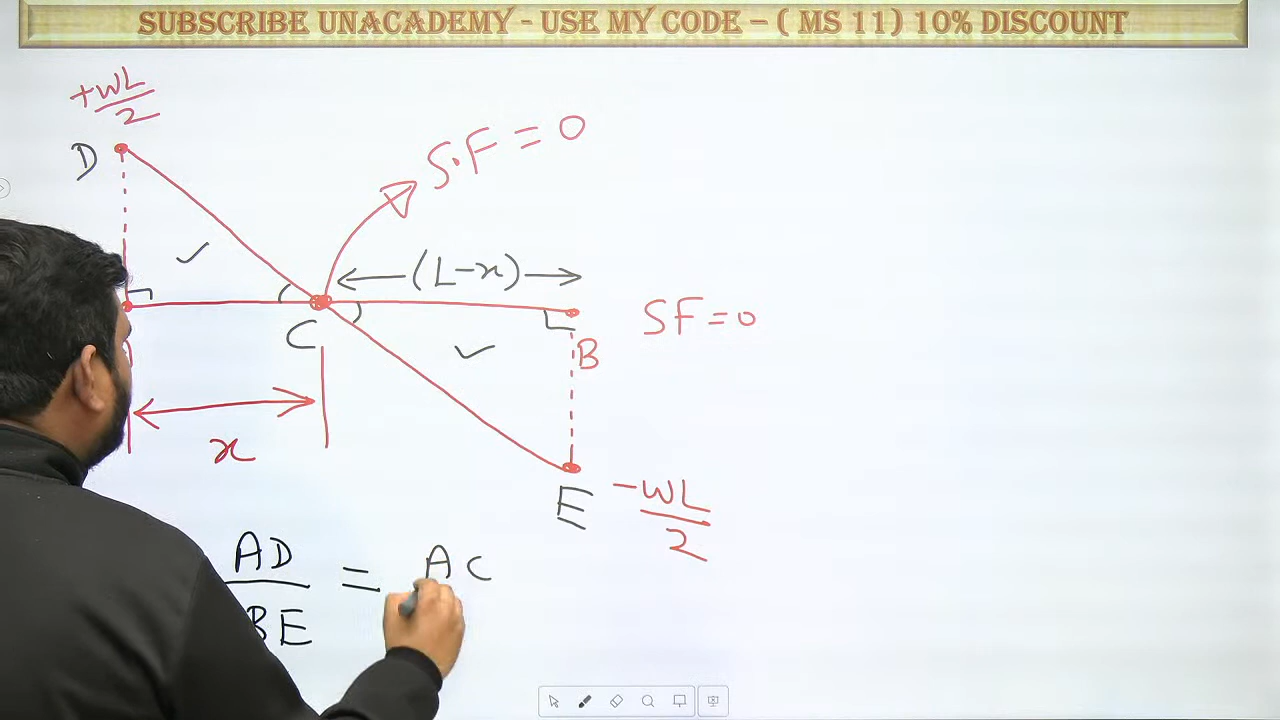 SUBSCRIBE UNACADEMY - USE MY CODE – ( MS 11) 10% DISCOUNT
+WL/2
D
S.F = 0
(L-x)
C
B
SF = 0
x
E
-WL/2
AD/BE = AC